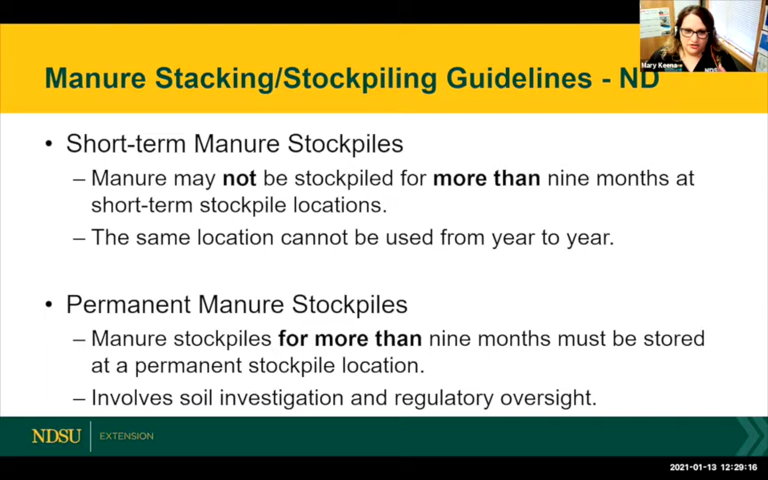 Manure Stacking/Stockpiling Guidelines - ND
Mary Keena
NDSU
• Short-term Manure Stockpiles
– Manure may not be stockpiled for more than nine months at
short-term stockpile locations.
– The same location cannot be used from year to year.
• Permanent Manure Stockpiles
– Manure stockpiles for more than nine months must be stored
at a permanent stockpile location.
– Involves soil investigation and regulatory oversight.
NDSU EXTENSION
2021-01-13 12:29:16